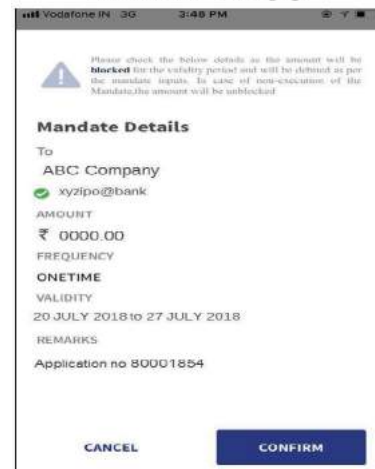 Vodafone IN 3G 3:48 PM
Please check the below details as the amount will be
blocked for the validity period and will be debited as per
the mandate inputs. In case of non-execution of the
Mandate,the amount will be unblocked
Mandate Details
To
ABC Company
xyzipo@bank
AMOUNT
₹ 0000.00
FREQUENCY
ONETIME
VALIDITY
20 JULY 2018 to 27 JULY 2018
REMARKS
Application no 80001854
CANCEL CONFIRM